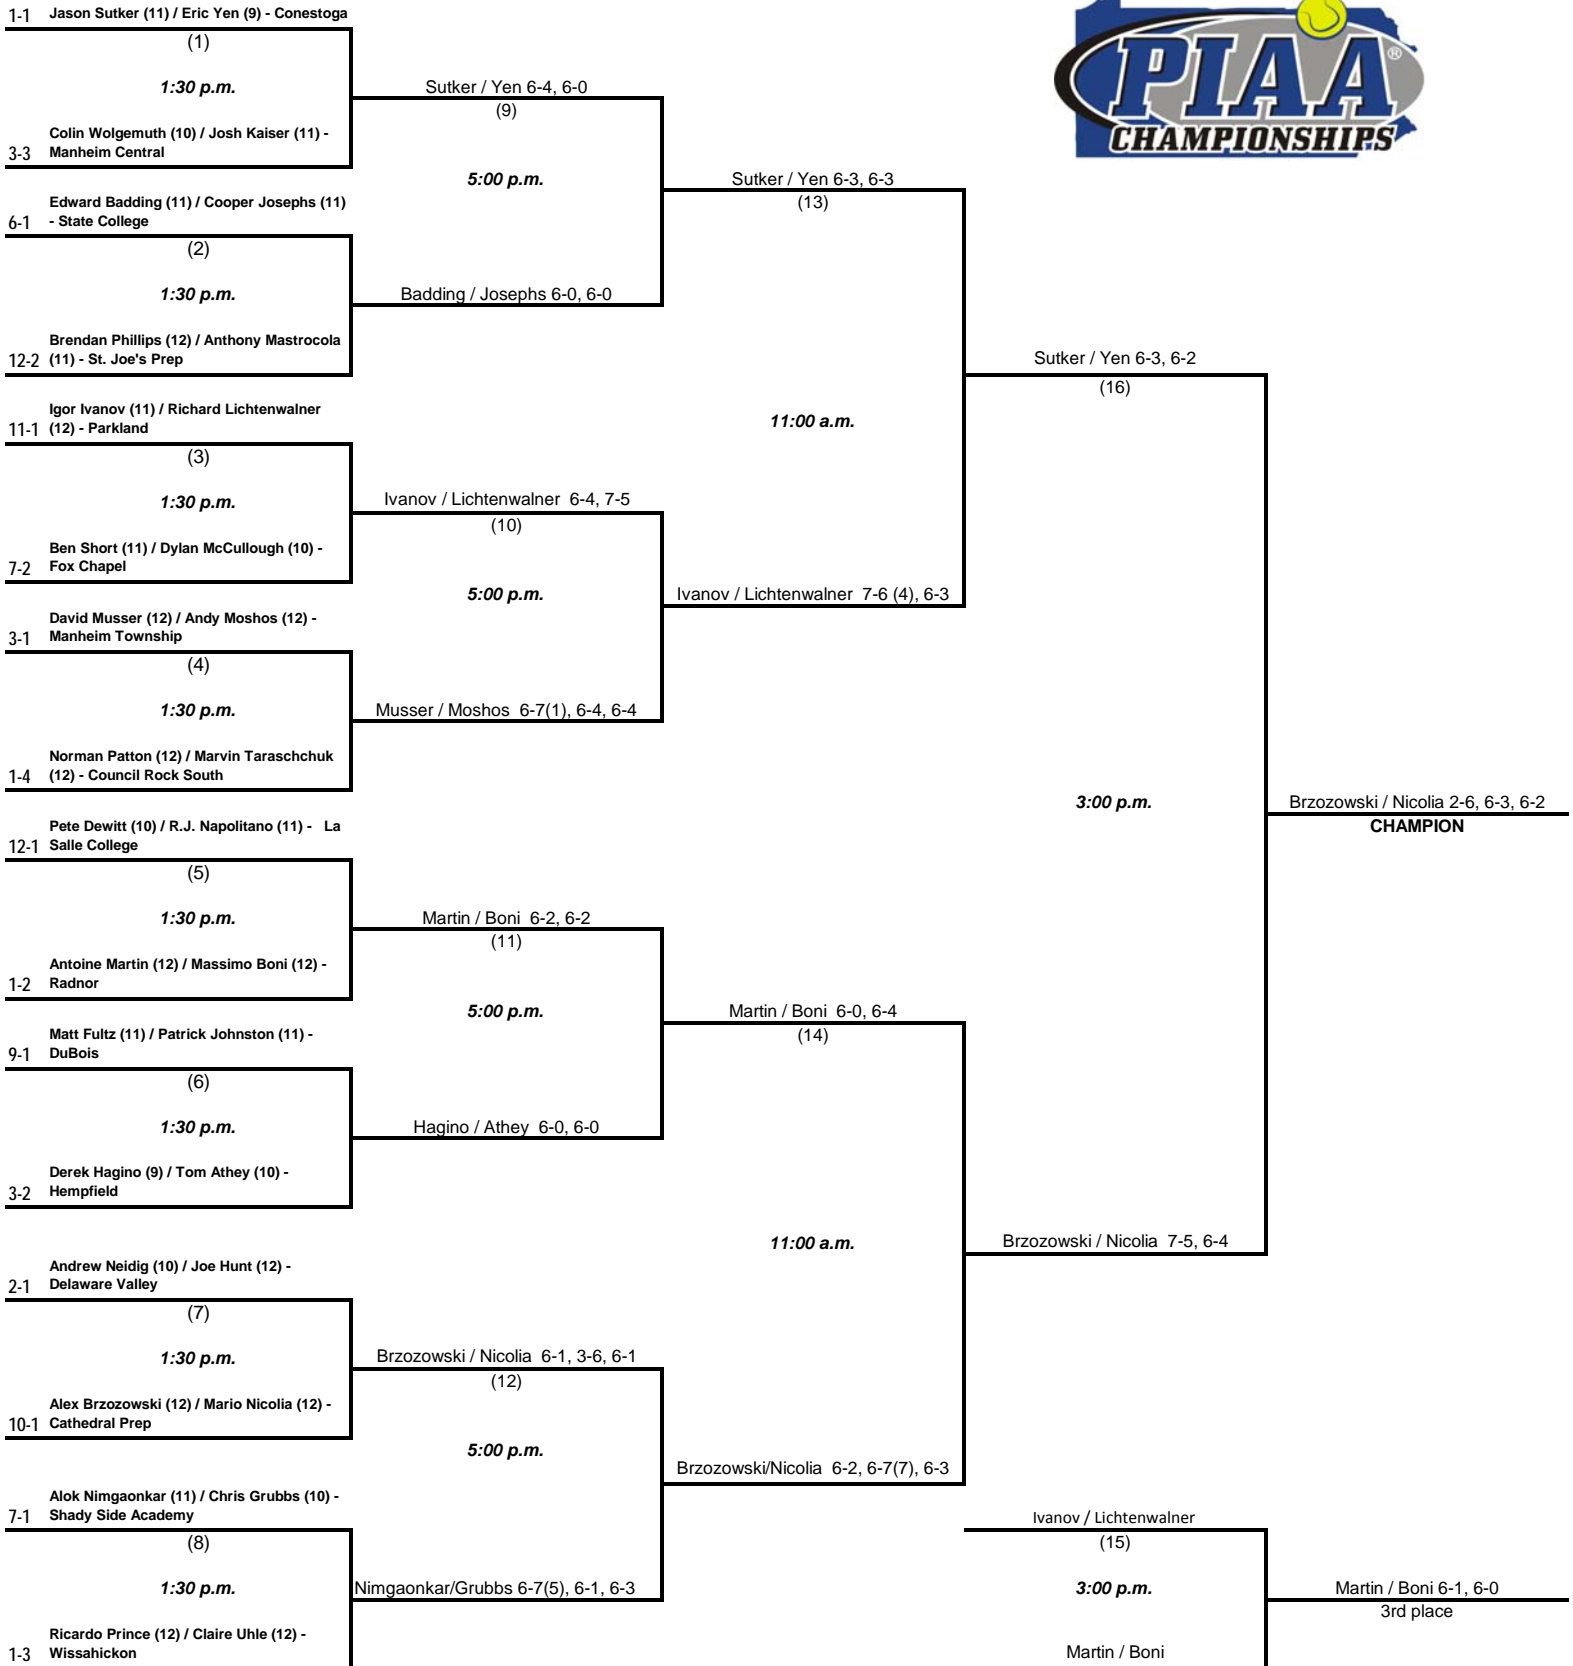 1-1 Jason Sutker (11) / Eric Yen (9) - Conestoga
(1)
1:30 p.m.
Colin Wolgemuth (10) / Josh Kaiser (11) -
3-3 Manheim Central
Edward Badding (11) / Cooper Josephs (11)
6-1 - State College
(2)
1:30 p.m.
Brendan Phillips (12) / Anthony Mastrocola
12-2 (11) - St. Joe's Prep
Igor Ivanov (11) / Richard Lichtenwalner
11-1 (12) - Parkland
(3)
1:30 p.m.
Ben Short (11) / Dylan McCullough (10) -
7-2 Fox Chapel
David Musser (12) / Andy Moshos (12) -
3-1 Manheim Township
(4)
1:30 p.m.
Norman Patton (12) / Marvin Taraschchuk
1-4 (12) - Council Rock South
Pete Dewitt (10) / R.J. Napolitano (11) - La
12-1 Salle College
(5)
1:30 p.m.
Antoine Martin (12) / Massimo Boni (12) -
1-2 Radnor
Matt Fultz (11) / Patrick Johnston (11) -
9-1 DuBois
(6)
1:30 p.m.
Derek Hagino (9) / Tom Athey (10) -
3-2 Hempfield
Andrew Neidig (10) / Joe Hunt (12) -
2-1 Delaware Valley
(7)
1:30 p.m.
Alex Brzozowski (12) / Mario Nicolia (12) -
10-1 Cathedral Prep
Alok Nimgaonkar (11) / Chris Grubbs (10) -
7-1 Shady Side Academy
(8)
1:30 p.m.
Ricardo Prince (12) / Claire Uhle (12) -
1-3 Wissahickon
Sutker / Yen 6-4, 6-0
(9)
5:00 p.m.
Badding / Josephs 6-0, 6-0
Ivanov / Lichtenwalner 6-4, 7-5
(10)
5:00 p.m.
Musser / Moshos 6-7(1), 6-4, 6-4
Martin / Boni 6-2, 6-2
(11)
5:00 p.m.
Hagino / Athey 6-0, 6-0
Brzozowski / Nicolia 6-1, 3-6, 6-1
(12)
5:00 p.m.
Nimgaonkar/Grubbs 6-7(5), 6-1, 6-3
Sutker / Yen 6-3, 6-3
(13)
11:00 a.m.
Ivanov / Lichtenwalner 7-6 (4), 6-3
Martin / Boni 6-0, 6-4
(14)
11:00 a.m.
Brzozowski/Nicolia 6-2, 6-7(7), 6-3
PIAA®
CHAMPIONSHIPS
Sutker / Yen 6-3, 6-2
(16)
3:00 p.m.
Brzozowski / Nicolia 7-5, 6-4
Brzozowski / Nicolia 2-6, 6-3, 6-2
CHAMPION
Ivanov / Lichtenwalner
(15)
3:00 p.m.
Martin / Boni
Martin / Boni 6-1, 6-0
3rd place